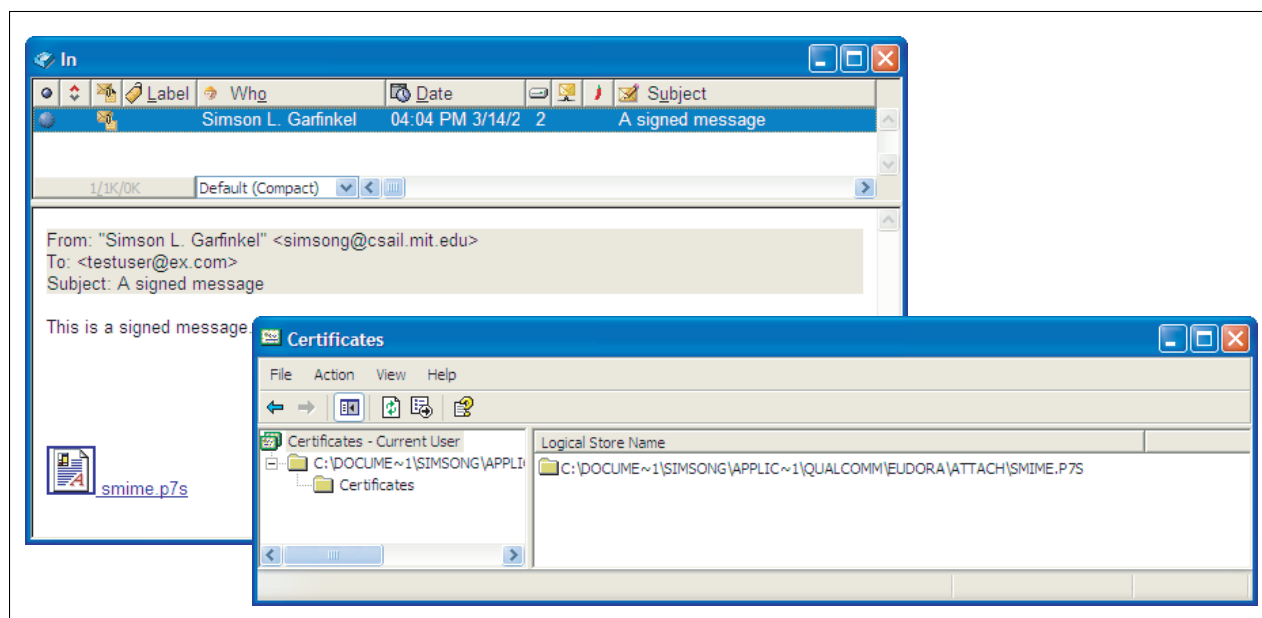 In
Label Who Date Subject
Simson L. Garfinkel 04:04 PM 3/14/2 2 A signed message
1/1K/0K Default (Compact)
From: "Simson L. Garfinkel" <simsong@csail.mit.edu>
To: <testuser@ex.com>
Subject: A signed message
This is a signed message.
smime.p7s
Certificates
File Action View Help
Certificates - Current User
C:\DOCUME~1\SIMSONG\APPLI
Certificates
Logical Store Name
C:\DOCUME~1\SIMSONG\APPLIC~1\QUALCOMM\EUDORA\ATTACH\SMIME.P7S